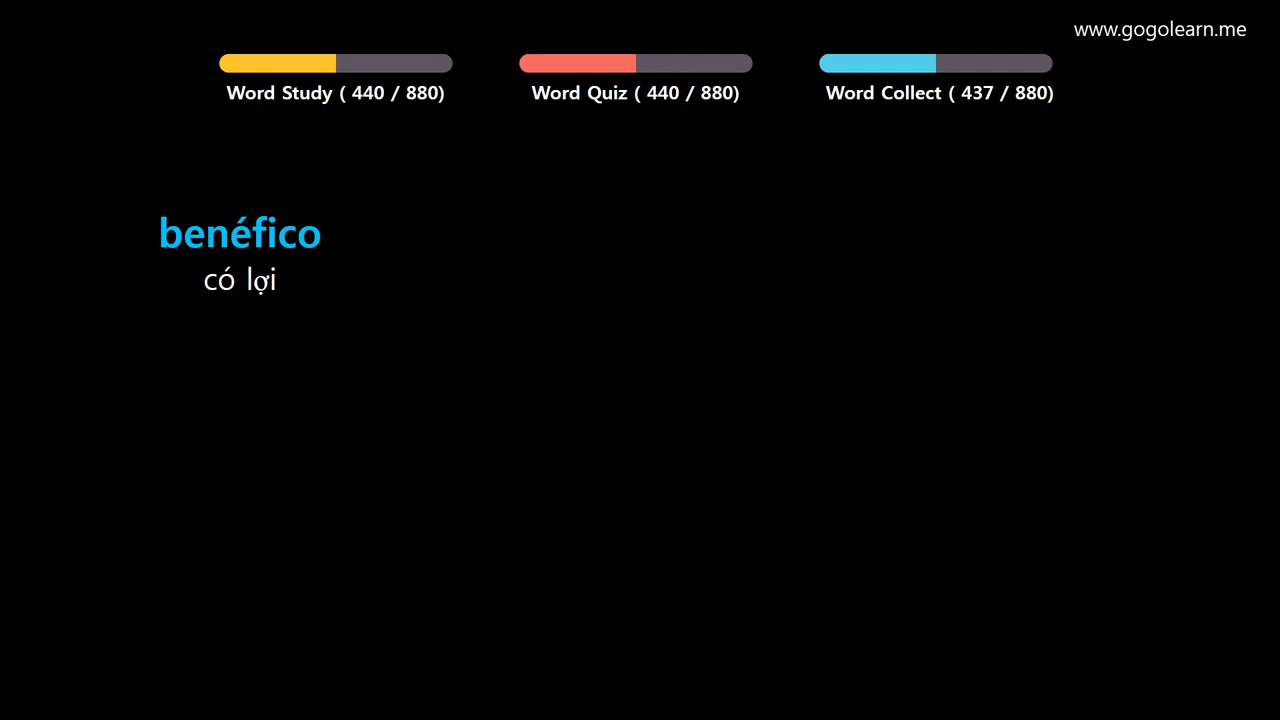 www.gogolearn.me
Word Study ( 440 / 880)
Word Quiz ( 440 / 880)
Word Collect ( 437 / 880)
benéfico
có lợi